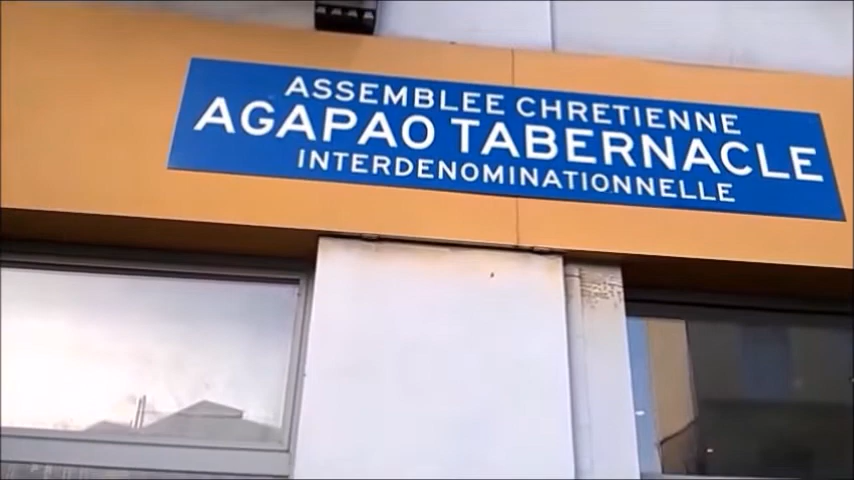 ASSEMBLEE CHRETIENNE
AGAPAO TABERNACLE
INTERDENOMINATIONNELLE